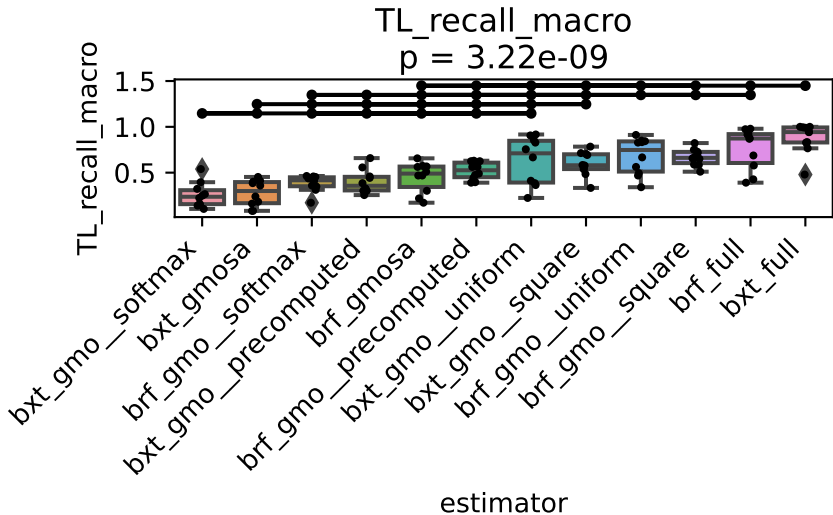 TL_recall_macro
p = 3.22e-09
TL_recall_macro
1.5
1.0
0.5
bxt_gmo__softmax
bxt_gmosa
brf_gmo__softmax
bxt_gmo__precomputed
brf_gmosa
brf_gmo__precomputed
bxt_gmo__uniform
bxt_gmo__square
brf_gmo__uniform
brf_gmo__square
brf_full
bxt_full
estimator